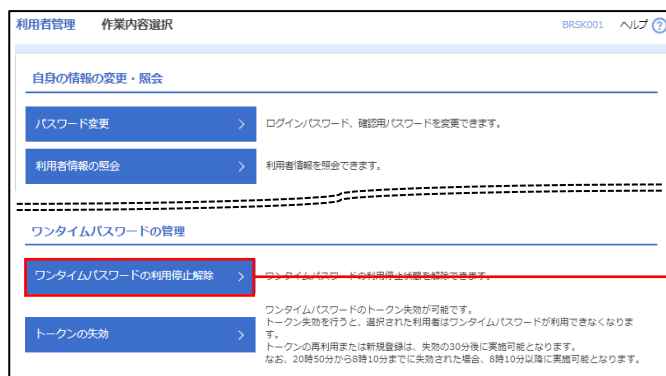 利用者管理 作業内容選択 BRSK001 ヘルプ ?
自身の情報の変更・照会
パスワード変更 ログインパスワード、確認用パスワードを変更できます。
利用者情報の照会 利用者情報を照会できます。
ワンタイムパスワードの管理
ワンタイムパスワードの利用停止解除 ワンタイムパスワードの利用停止状態を解除できます。
ワンタイムパスワードのトークン失効が可能です。
トークン失効を行うと、選択された利用者はワンタイムパスワードが利用できなくなりま
す。
トークンの失効
トークンの再利用または新規登録は、失効の30分後に実施可能となります。
なお、20時50分から8時10分までに失効された場合、8時10分以降に実施可能となります。